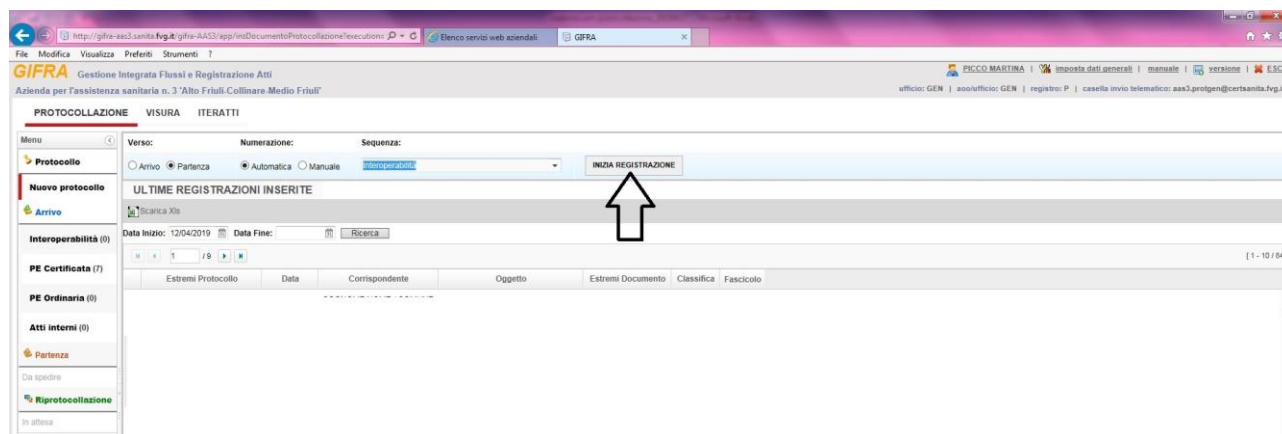 http://gifra-aas3.sanita.fvg.it/gifra-AAS3/app/insDocumentoProtocollazione?execution=
Elenco servizi web aziendali
GIFRA
File Modifica Visualizza Preferiti Strumenti ?
GIFRA Gestione Integrata Flussi e Registrazione Atti
PICCO MARTINA | imposta dati generali | manuale | versione | ESC
Azienda per l'assistenza sanitaria n. 3 'Alto Friuli-Collinare-Medio Friuli'
ufficio: GEN | aoo/ufficio: GEN | registro: P | casella invio telematico: aas3.protgen@certsanita.fvg.i
PROTOCOLLAZIONE VISURA ITERATTI
Menu
Verso: Numerazione: Sequenza:
Protocollo
Arrivo Partenza Automatica Manuale Interoperabilità INIZIA REGISTRAZIONE
Nuovo protocollo
ULTIME REGISTRAZIONI INSERITE
Arrivo
Scarica Xls
Interoperabilità (0)
Data Inizio: 12/04/2019 Data Fine: Ricerca
1 / 9
[ 1 - 10 / 84
PE Certificata (7)
Estremi Protocollo Data Corrispondente Oggetto Estremi Documento Classifica Fascicolo
PE Ordinaria (0)
Atti interni (0)
Partenza
Da spedire
Riprotocollazione
In attesa